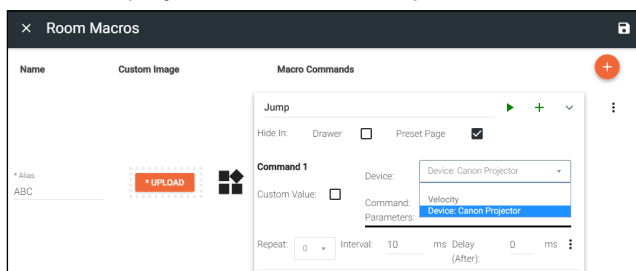 × Room Macros
Name Custom Image Macro Commands
Jump
Hide In: Drawer Preset Page
* Alias
ABC
* UPLOAD
Command 1
Device: Device: Canon Projector
Custom Value:
Velocity
Command:
Device: Canon Projector
Parameters:
Repeat: 0 Interval: 10 ms Delay (After): 0 ms